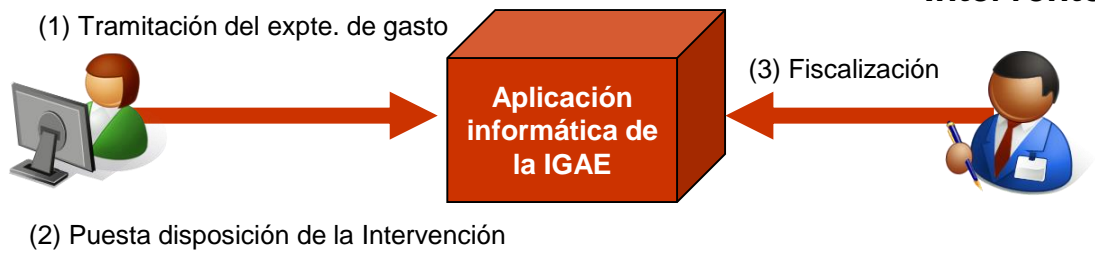 (1) Tramitación del expte. de gasto
Aplicación
informática de
la IGAE
(3) Fiscalización
(2) Puesta disposición de la Intervención